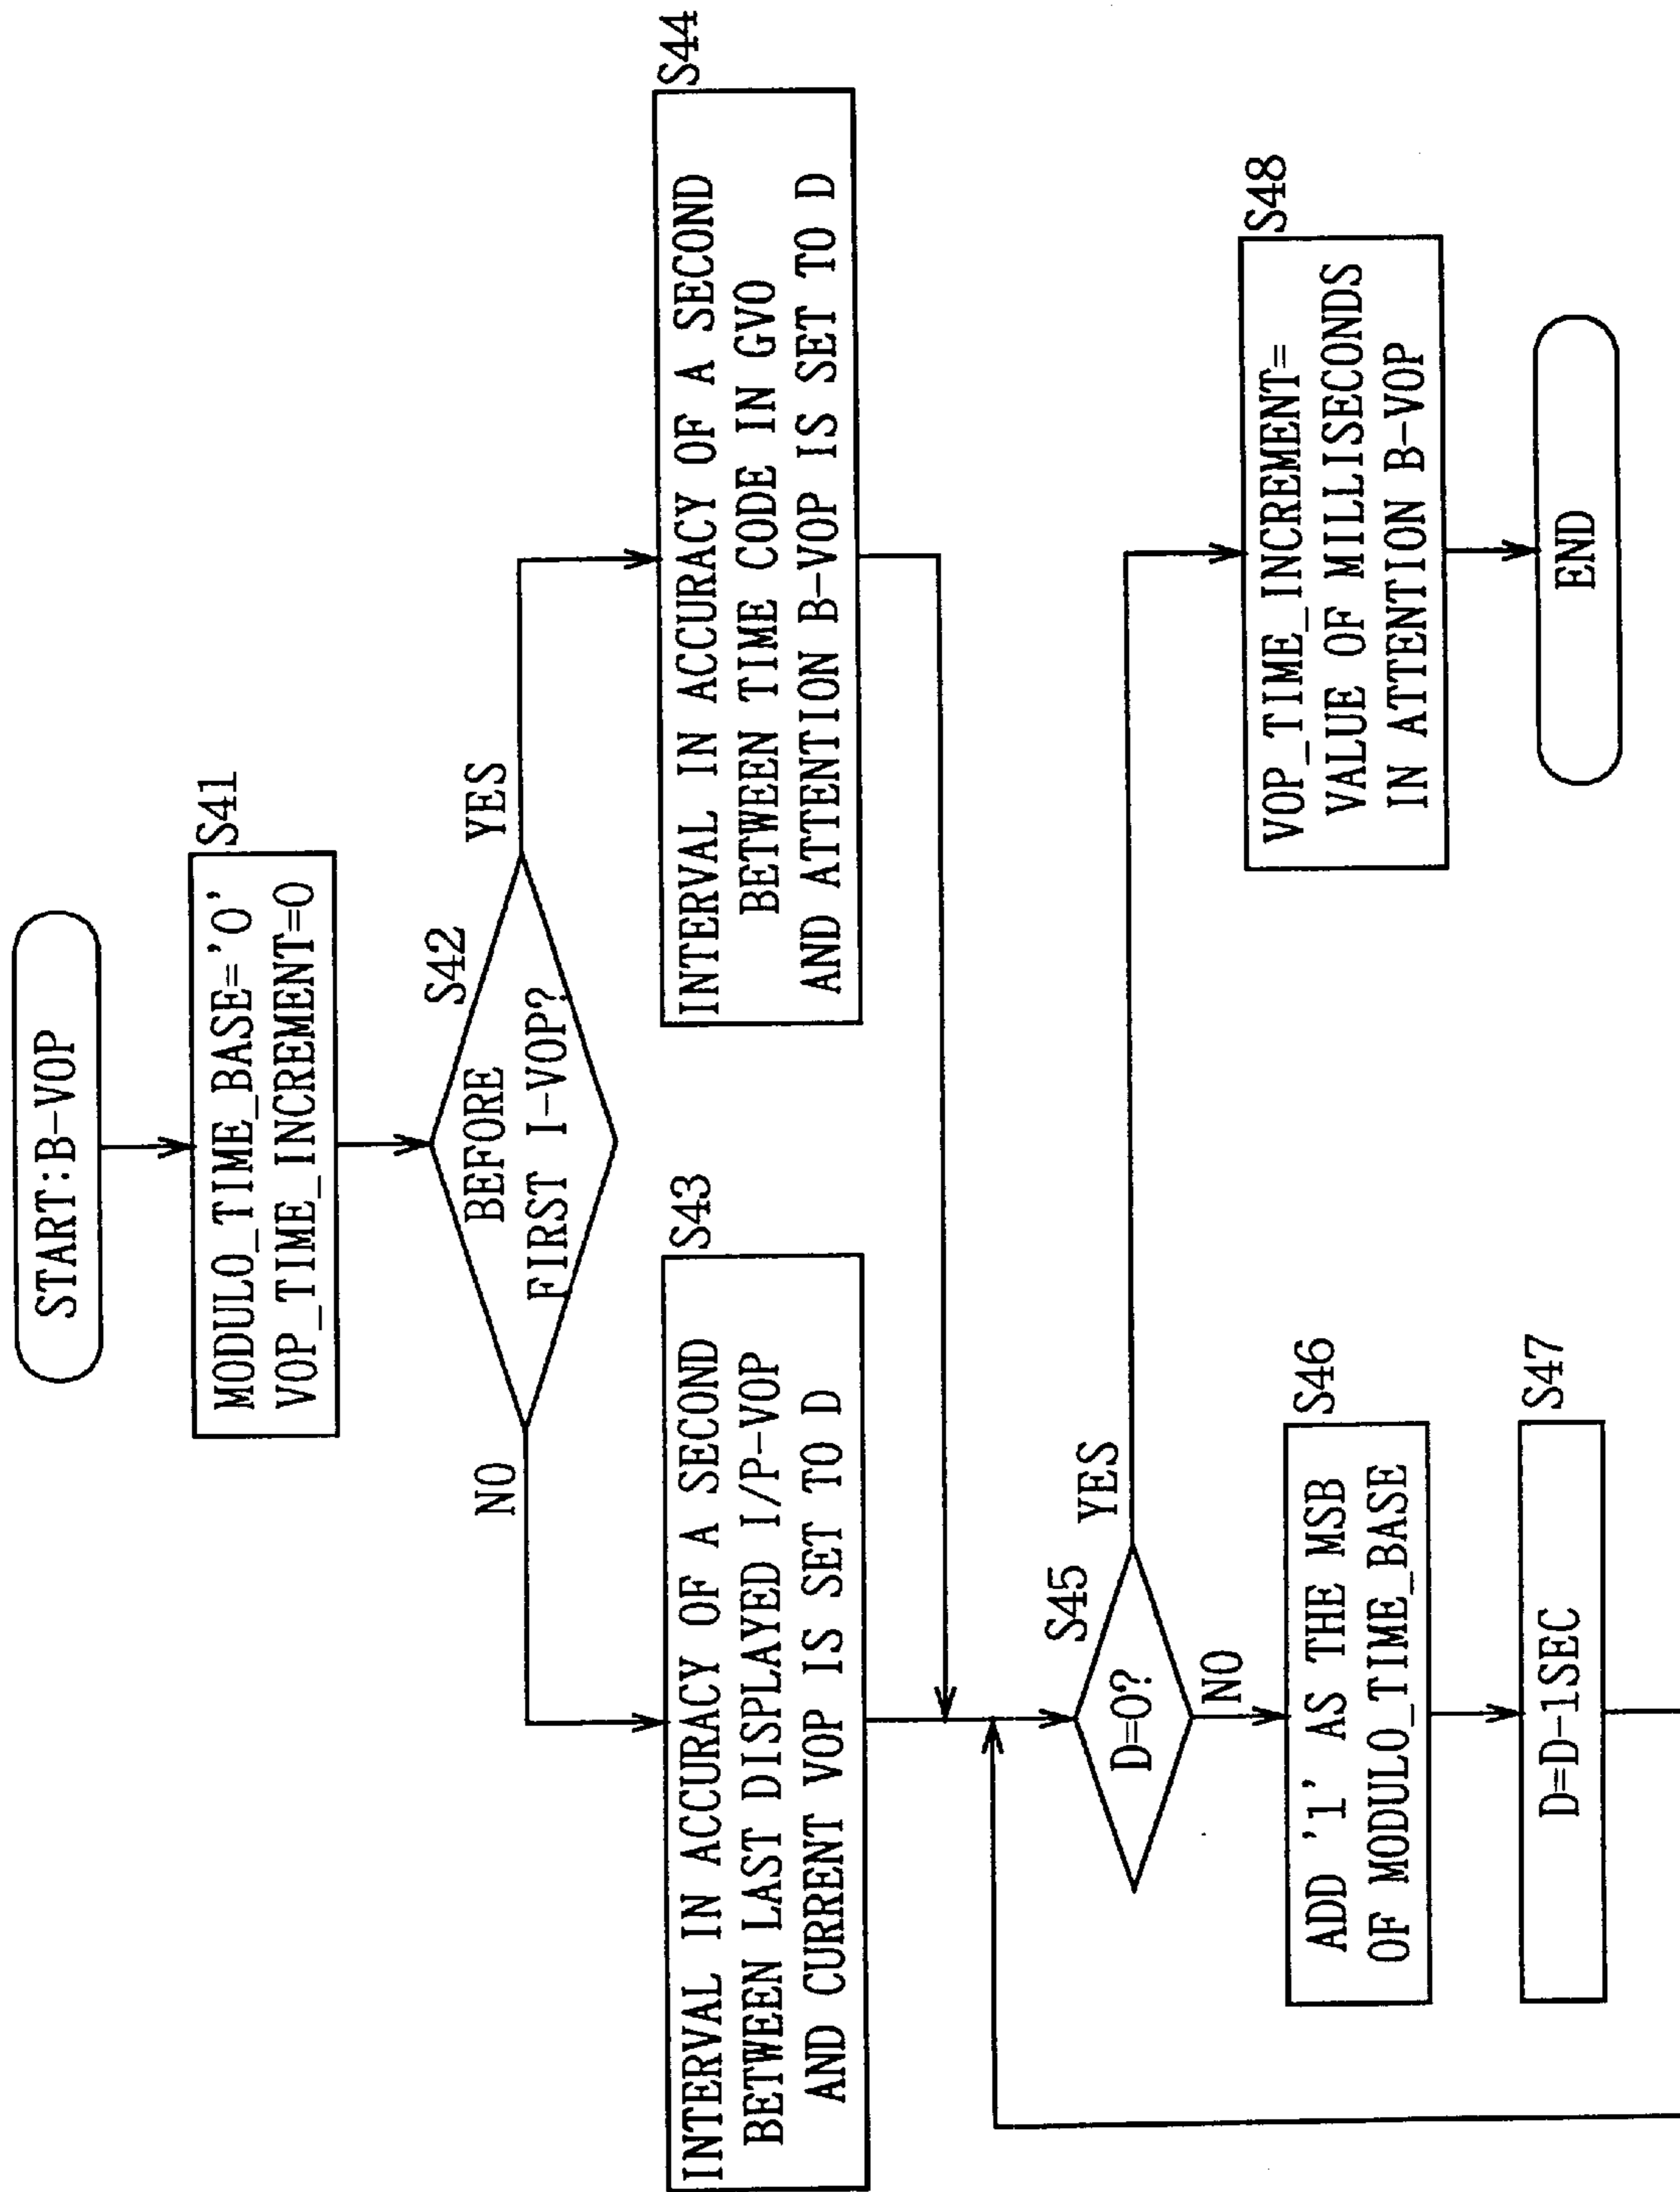 START:B-VOP
S41
MODULO_TIME_BASE='0'
VOP_TIME_INCREMENT=0
S42
BEFORE
FIRST I-VOP?
NO
YES
S43
INTERVAL IN ACCURACY OF A SECOND
BETWEEN LAST DISPLAYED I/P-VOP
AND CURRENT VOP IS SET TO D
S44
INTERVAL IN ACCURACY OF A SECOND
BETWEEN TIME CODE IN GVO
AND ATTENTION B-VOP IS SET TO D
S45
D=0?
YES
NO
S46
ADD '1' AS THE MSB
OF MODULO_TIME_BASE
S47
D=D-1SEC
S48
VOP_TIME_INCREMENT=
VALUE OF MILLISECONDS
IN ATTENTION B-VOP
END